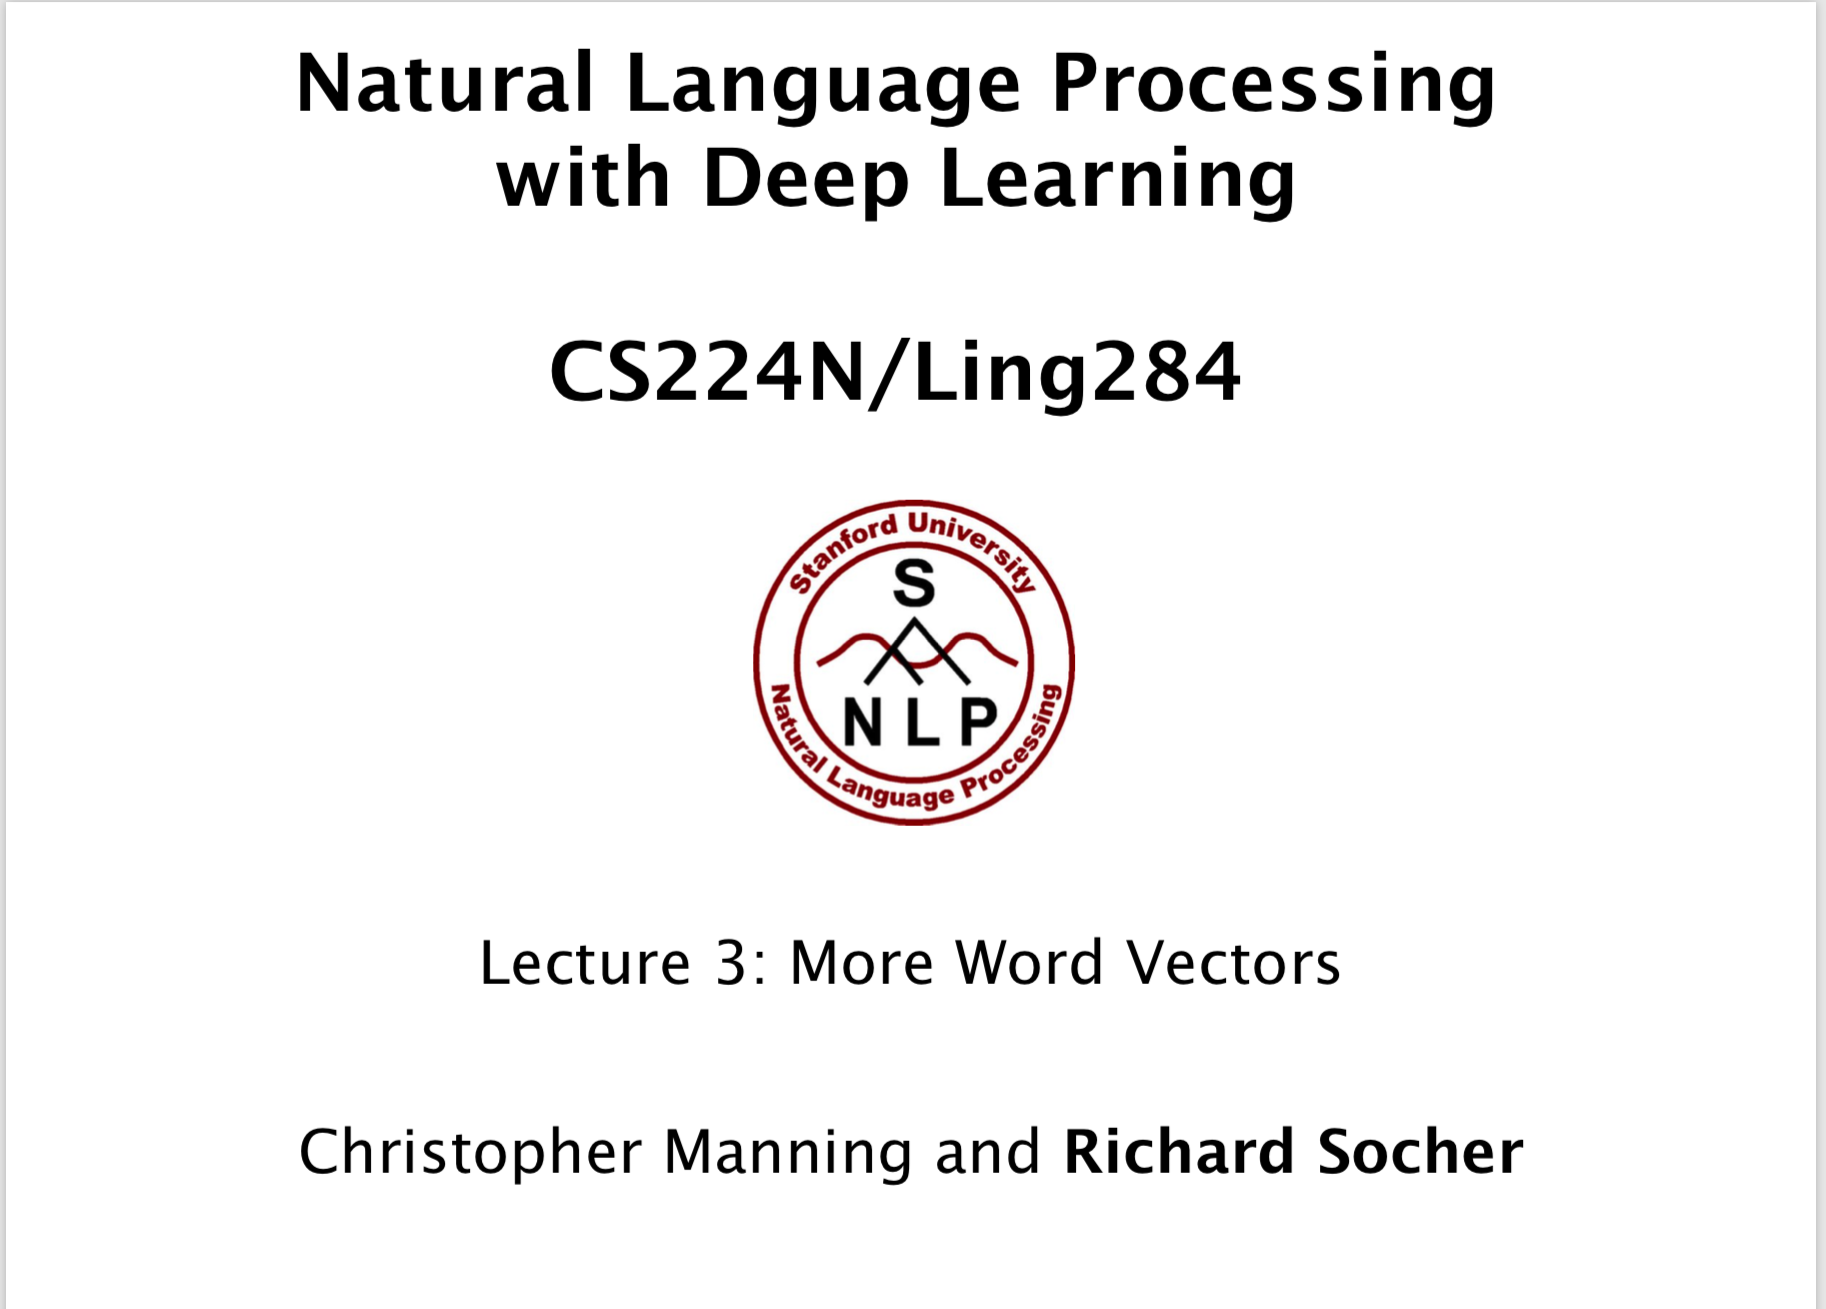 Natural Language Processing
with Deep Learning
CS224N/Ling284
Stanford University
S
N L P
Natural Language Processing
Lecture 3: More Word Vectors
Christopher Manning and Richard Socher